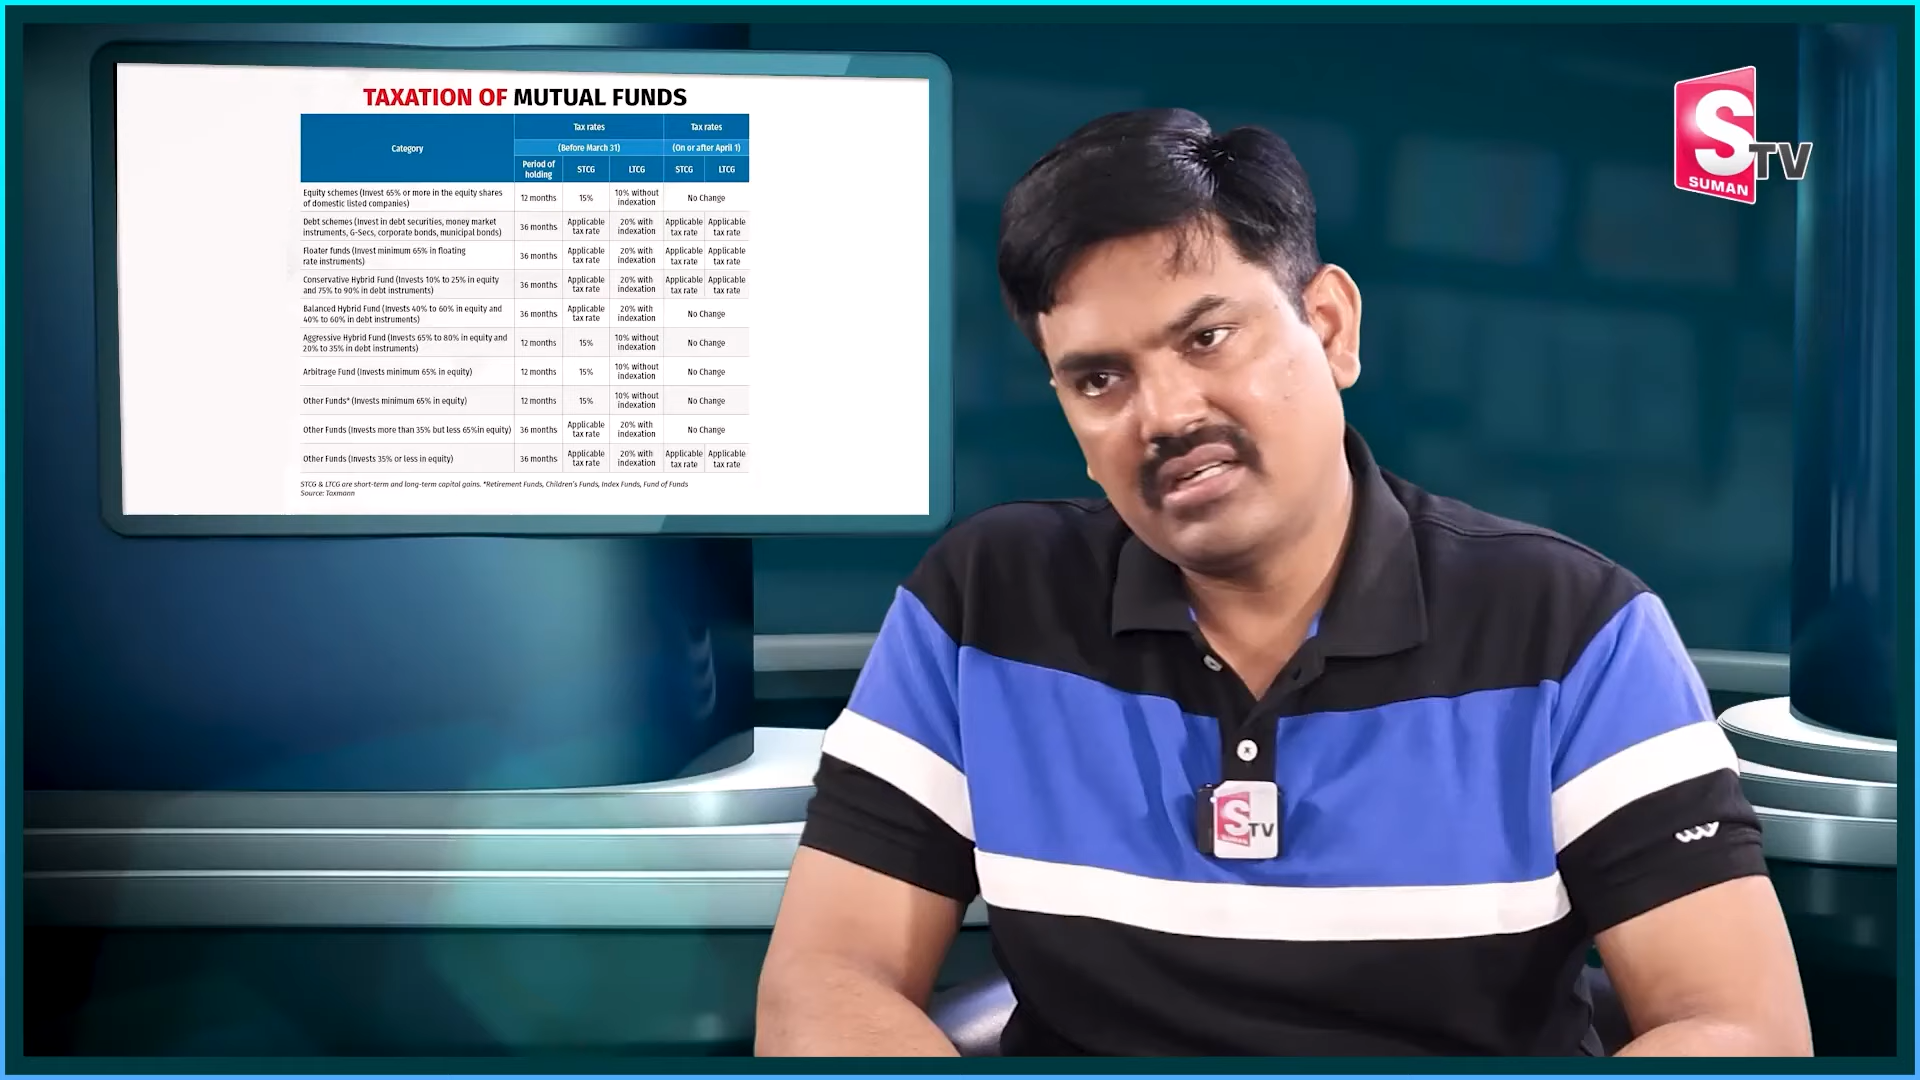 TAXATION OF MUTUAL FUNDS
Category
Tax rates
Tax rates
(Before March 31)
(On or after April 1)
Period of
holding
STCG
LTCG
STCG
LTCG
Equity schemes (Invest 65% or more in the equity shares
of domestic listed companies)
12 months
15%
10% without
indexation
No Change
Debt schemes (Invest in debt securities, money market
instruments, G-Secs, corporate bonds, municipal bonds)
36 months
Applicable
tax rate
20% with
indexation
Applicable
tax rate
Applicable
tax rate
Floater funds (Invest minimum 65% in floating
rate instruments)
36 months
Applicable
tax rate
20% with
indexation
Applicable
tax rate
Applicable
tax rate
Conservative Hybrid Fund (Invests 10% to 25% in equity
and 75% to 90% in debt instruments)
36 months
Applicable
tax rate
20% with
indexation
Applicable
tax rate
Applicable
tax rate
Balanced Hybrid Fund (Invests 40% to 60% in equity and
40% to 60% in debt instruments)
36 months
Applicable
tax rate
20% with
indexation
No Change
Aggressive Hybrid Fund (Invests 65% to 80% in equity and
20% to 35% in debt instruments)
12 months
15%
10% without
indexation
No Change
Arbitrage Fund (Invests minimum 65% in equity)
12 months
15%
10% without
indexation
No Change
Other Funds* (Invests minimum 65% in equity)
12 months
15%
10% without
indexation
No Change
Other Funds (Invests more than 35% but less 65%in equity)
36 months
Applicable
tax rate
20% with
indexation
No Change
Other Funds (Invests 35% or less in equity)
36 months
Applicable
tax rate
20% with
indexation
Applicable
tax rate
Applicable
tax rate
STCG & LTCG are short-term and long-term capital gains. *Retirement Funds, Children's Funds, Index Funds, Fund of Funds
Source: Taxmann
S TV
SUMAN
S TV
SUMAN